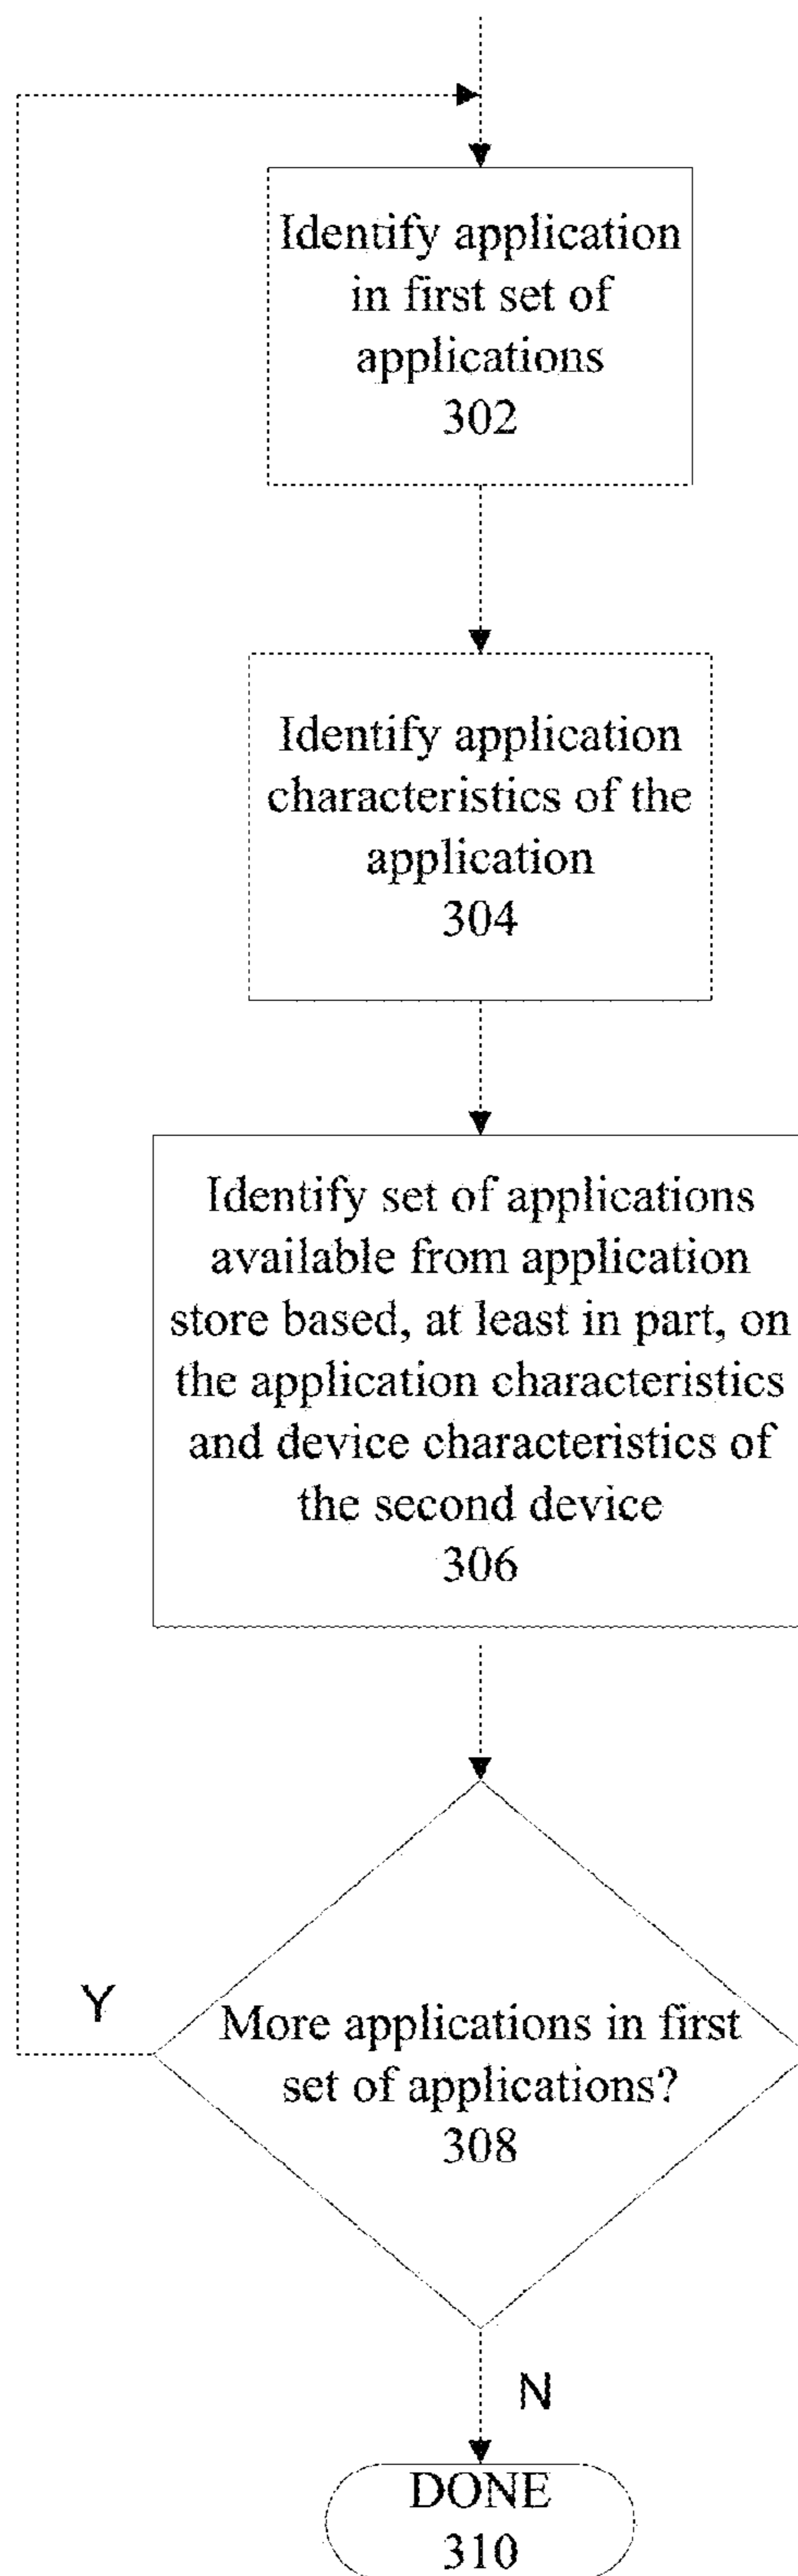 Identify application
in first set of
applications
302
Identify application
characteristics of the
application
304
Identify set of applications
available from application
store based, at least in part, on
the application characteristics
and device characteristics of
the second device
306
Y
More applications in first
set of applications?
308
N
DONE
310